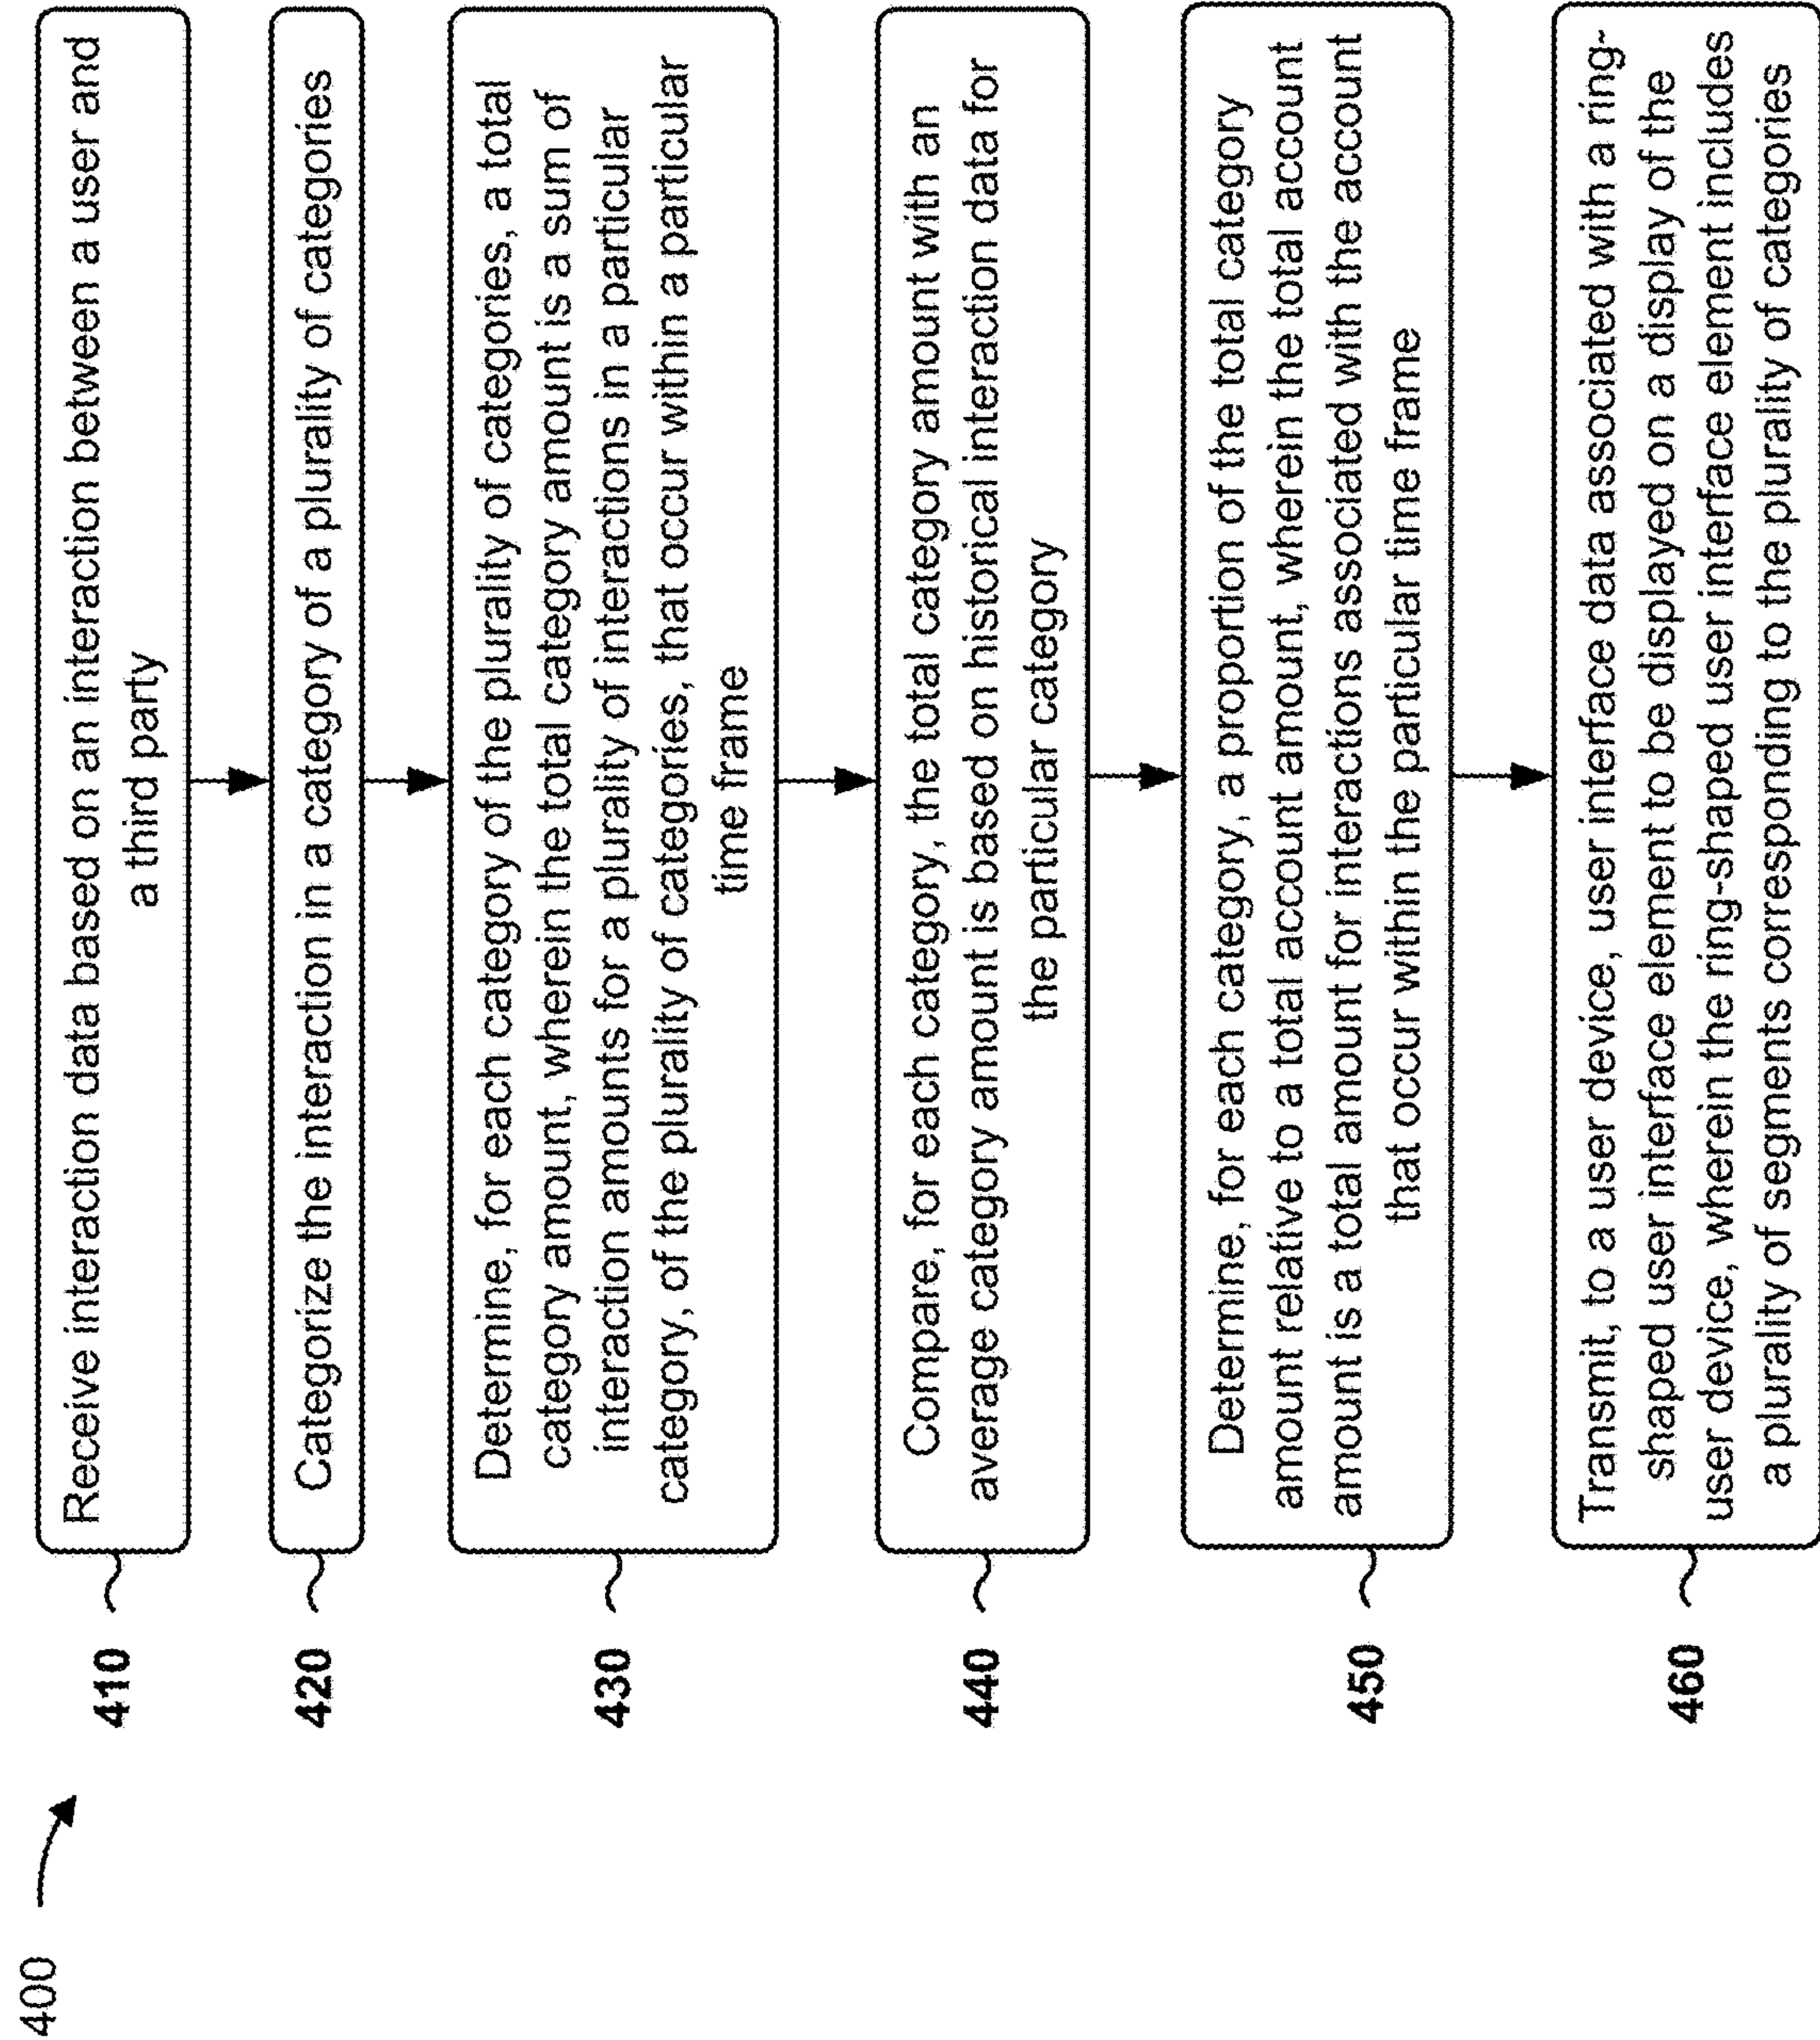 400
410
Receive interaction data based on an interaction between a user and
a third party
420
Categorize the interaction in a category of a plurality of categories
430
Determine, for each category of the plurality of categories, a total
category amount, wherein the total category amount is a sum of
interaction amounts for a plurality of interactions in a particular
category, of the plurality of categories, that occur within a particular
time frame
440
Compare, for each category, the total category amount with an
average category amount is based on historical interaction data for
the particular category
450
Determine, for each category, a proportion of the total category
amount relative to a total account amount, wherein the total account
amount is a total amount for interactions associated with the account
that occur within the particular time frame
460
Transmit, to a user device, user interface data associated with a ring-
shaped user interface element to be displayed on a display of the
user device, wherein the ring-shaped user interface element includes
a plurality of segments corresponding to the plurality of categories